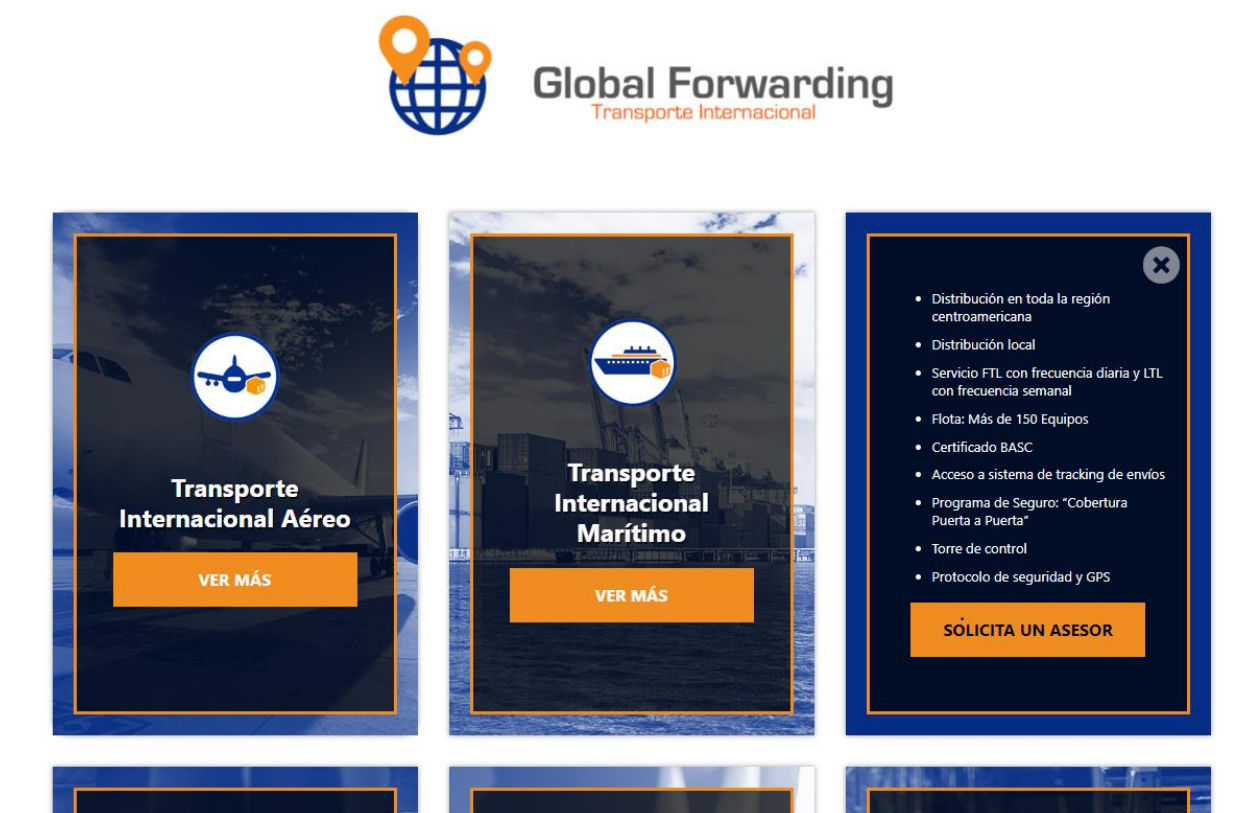 Global Forwarding
Transporte Internacional
Transporte
Internacional Aéreo
VER MÁS
Transporte
Internacional
Marítimo
VER MÁS
• Distribución en toda la región
centroamericana
• Distribución local
• Servicio FTL con frecuencia diaria y LTL
con frecuencia semanal
• Flota: Más de 150 Equipos
• Certificado BASC
• Acceso a sistema de tracking de envíos
• Programa de Seguro: "Cobertura
Puerta a Puerta"
• Torre de control
• Protocolo de seguridad y GPS
SOLICITA UN ASESOR